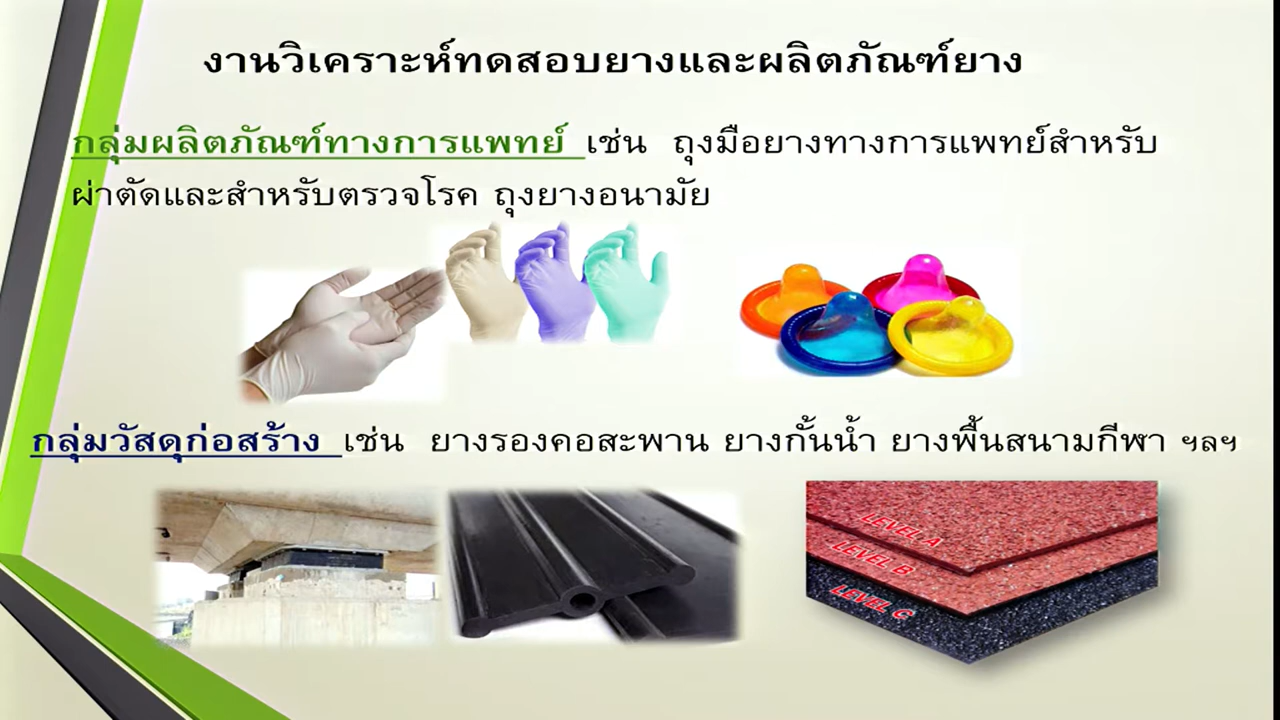 งานวิเคราะห์ทดสอบยางและผลิตภัณฑ์ยาง
กลุ่มผลิตภัณฑ์ทางการแพทย์ เช่น ถุงมือยางทางการแพทย์สำหรับ
ผ่าตัดและสำหรับตรวจโรค ถุงยางอนามัย
กลุ่มวัสดุก่อสร้าง เช่น ยางรองคอสะพาน ยางกั้นน้ำ ยางพื้นสนามกีฬา ฯลฯ
LEVEL A
LEVEL B
LEVEL C